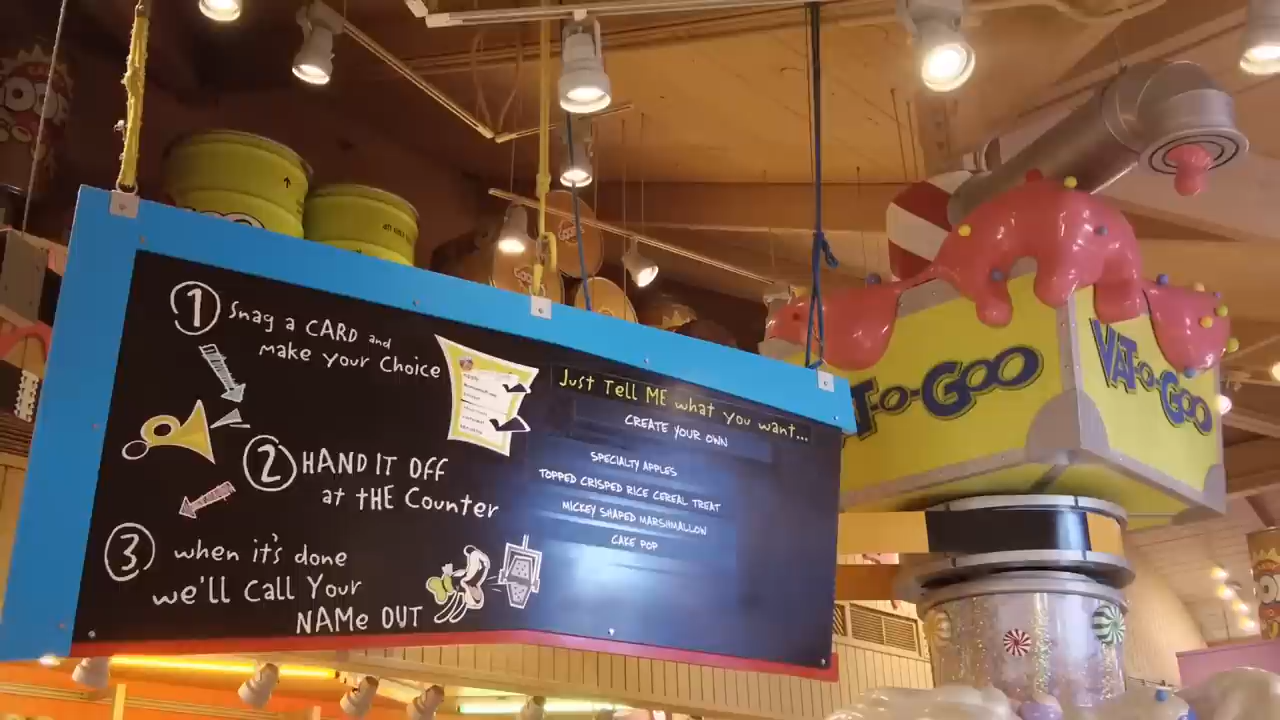 1 Snag a CARD and
make your Choice
2 HAND IT OFF
at tHE Counter
3 when it's done
we'll Call Your
NAMe OUT
Just Tell ME what you want...
CREATE YOUR OWN
SPECIALTY APPLES
TOPPED CRISPED RICE CEREAL TREAT
MICKEY SHAPED MARSHMALLOW
CAKE POP
T-O-GOO
VAT-O-GOO